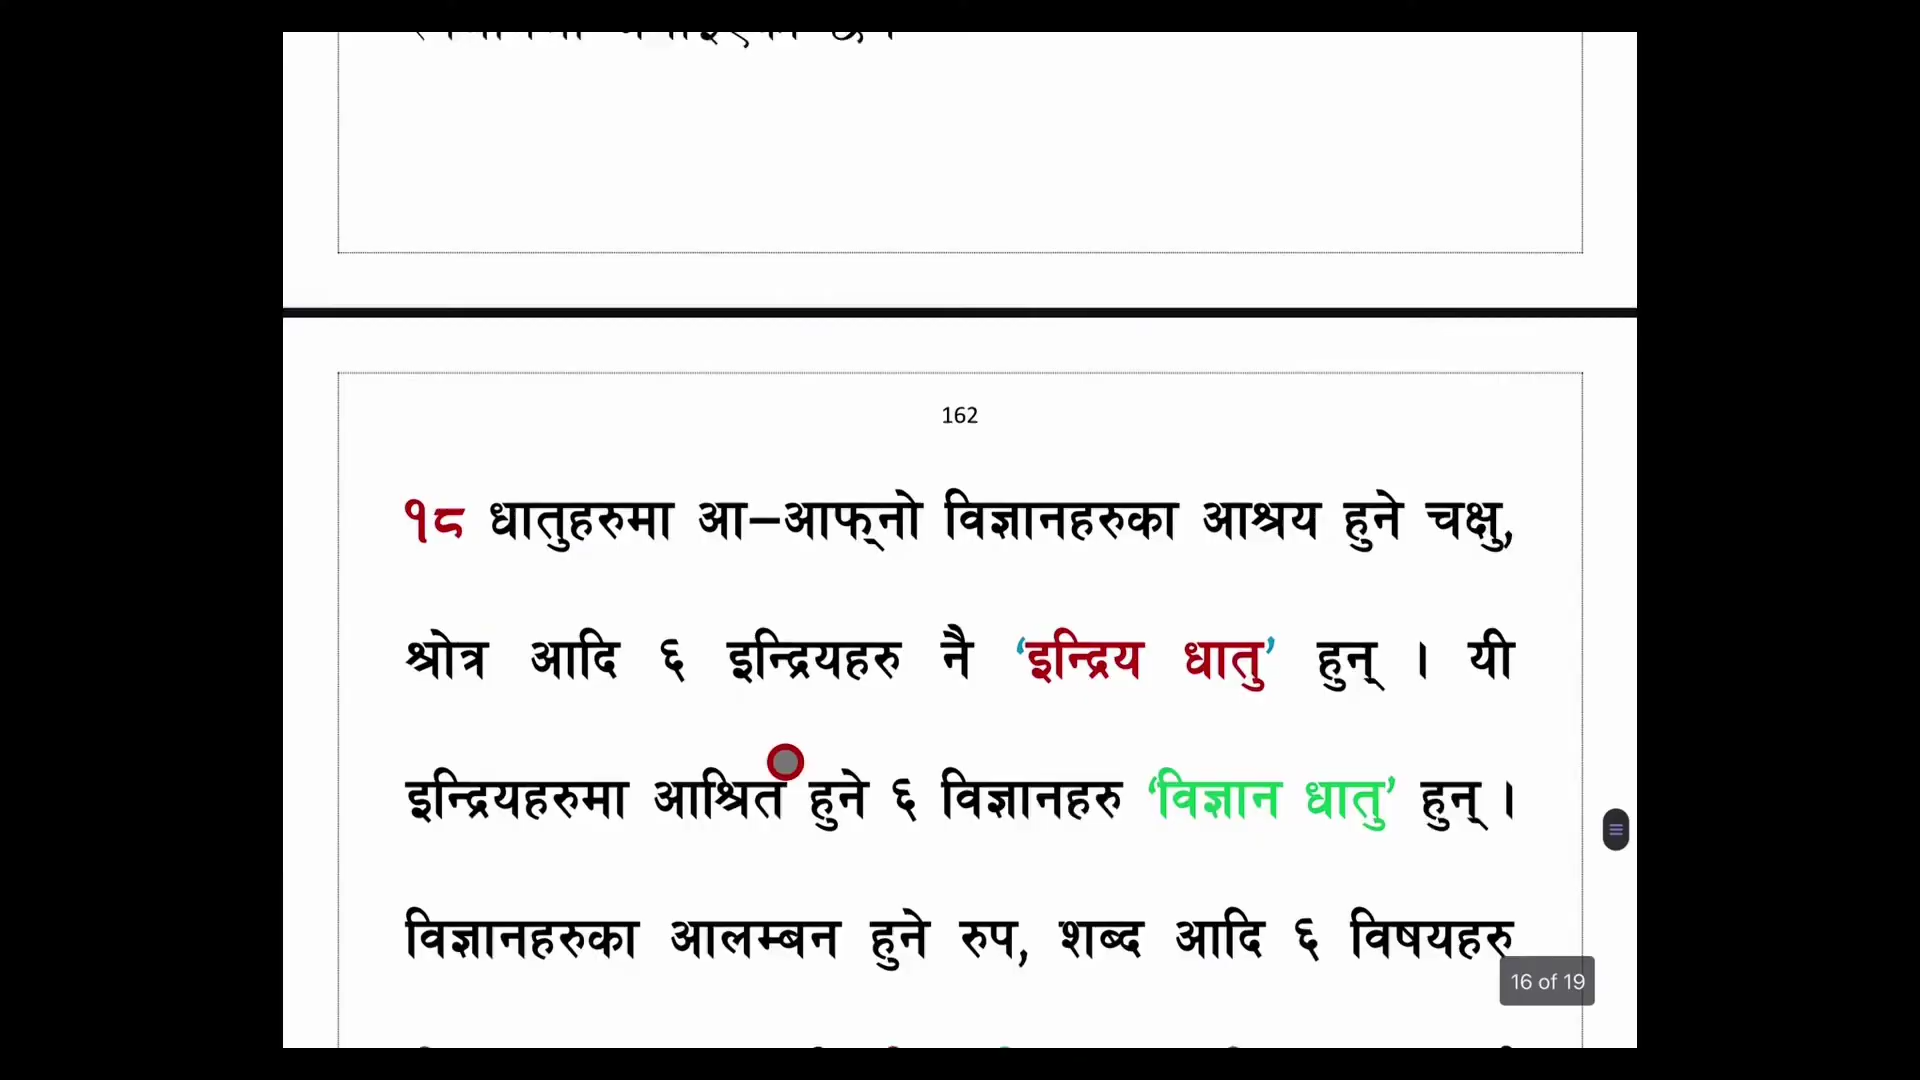 162
१८ धातुहरुमा आ–आफ्‌नो विज्ञानहरुका आश्रय हुने चक्षु,
श्रोत्र आदि ६ इन्द्रियहरु नै ‘इन्द्रिय धातु’ हुन् । यी
इन्द्रियहरुमा आश्रित हुने ६ विज्ञानहरु ‘विज्ञान धातु’ हुन् ।
विज्ञानहरुका आलम्बन हुने रुप, शब्द आदि ६ विषयहरु
16 of 19